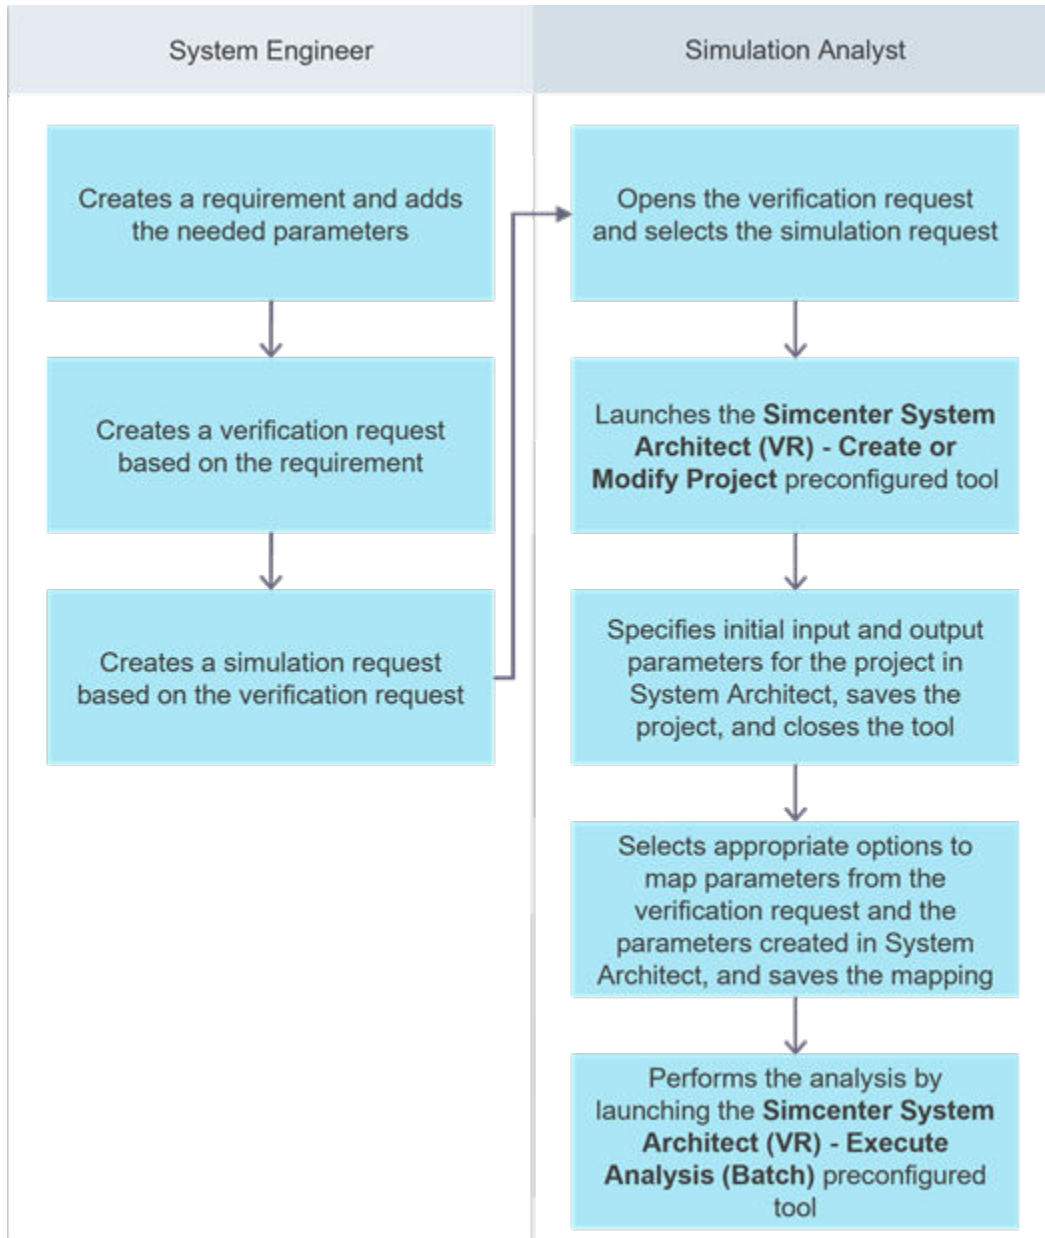 System Engineer
Simulation Analyst
Creates a requirement and adds
the needed parameters
Creates a verification request
based on the requirement
Creates a simulation request
based on the verification request
Opens the verification request
and selects the simulation request
Launches the Simcenter System
Architect (VR) - Create or
Modify Project preconfigured tool
Specifies initial input and output
parameters for the project in
System Architect, saves the
project, and closes the tool
Selects appropriate options to
map parameters from the
verification request and the
parameters created in System
Architect, and saves the mapping
Performs the analysis by
launching the Simcenter System
Architect (VR) - Execute
Analysis (Batch) preconfigured
tool